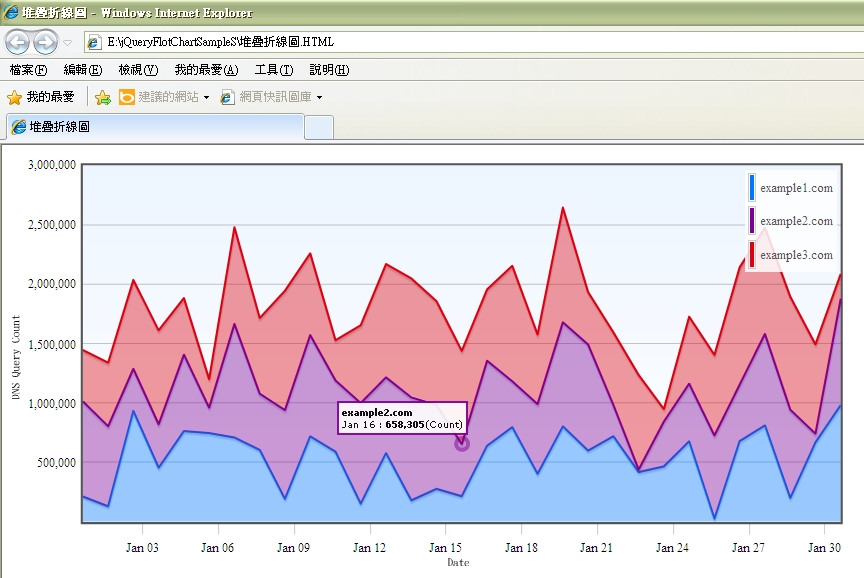 堆疊折線圖 - Windows Internet Explorer
E:\jQueryFlotChartSampleS\堆疊折線圖.HTML
檔案(F) 編輯(E) 檢視(V) 我的最愛(A) 工具(T) 說明(H)
我的最愛 建議的網站 網頁快訊圖庫
堆疊折線圖
3,000,000
2,500,000
2,000,000
1,500,000
1,000,000
500,000
DNS Query Count
example1.com
example2.com
example3.com
example2.com
Jan 16 : 658,305(Count)
Jan 03 Jan 06 Jan 09 Jan 12 Jan 15 Jan 18 Jan 21 Jan 24 Jan 27 Jan 30
Date